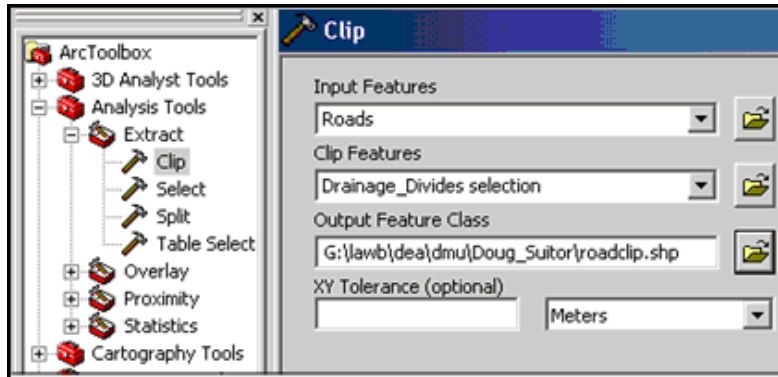 ArcToolbox
3D Analyst Tools
Analysis Tools
Extract
Clip
Select
Split
Table Select
Overlay
Proximity
Statistics
Cartography Tools
Clip
Input Features
Roads
Clip Features
Drainage_Divides selection
Output Feature Class
G:\lawb\dea\dmu\Doug_Suitor\roadclip.shp
XY Tolerance (optional)
Meters